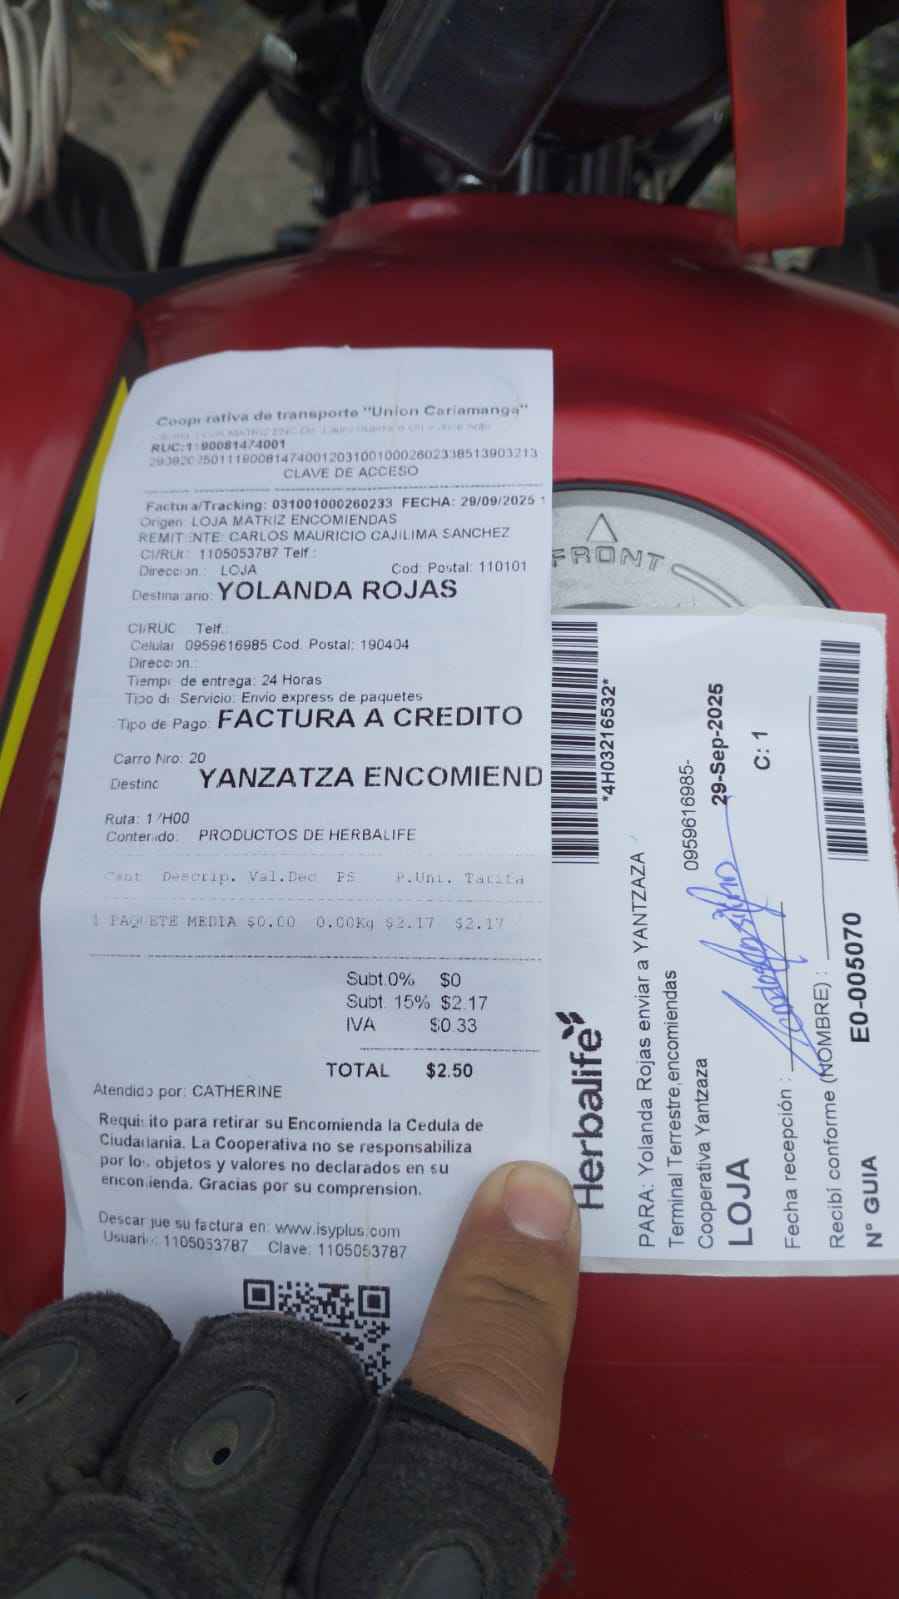 Cooperativa de transporte "Union Cariamanga"
RUC:1190081474001
CLAVE DE ACCESO
Factura/Tracking: 031001000260233 FECHA: 29/09/2025 1
Origen: LOJA MATRIZ ENCOMIENDAS
REMITENTE: CARLOS MAURICIO CAJILIMA SANCHEZ
CI/RUC: 1105053787 Telf.:
Direccion.: LOJA Cod. Postal: 110101
Destinatario: YOLANDA ROJAS
CI/RUC Telf.:
Celular 0959616985 Cod. Postal: 190404
Direccion.:
Tiempo de entrega: 24 Horas
Tipo de Servicio: Envio express de paquetes
Tipo de Pago: FACTURA A CREDITO
Carro Nro: 20
Destino YANZATZA ENCOMIEND
Ruta: 17H00
Contenido: PRODUCTOS DE HERBALIFE
Cant Descrip. Val.Dec PS P.Uni. Tarifa
1 PAQUETE MEDIA $0.00 0.00Kg $2.17 $2.17
Subt.0% $0
Subt. 15% $2.17
IVA $0.33
TOTAL $2.50
Atendido por: CATHERINE
Requisito para retirar su Encomienda la Cedula de
Ciudadania. La Cooperativa no se responsabiliza
por los objetos y valores no declarados en su
encomienda. Gracias por su comprension.
Descargue su factura en: www.isyplus.com
Usuario: 1105053787 Clave: 1105053787
FRONT
Herbalife
*4H03216532*
PARA: Yolanda Rojas enviar a YANTZAZA
Terminal Terrestre,encomiendas 0959616985-
Cooperativa Yantzaza
LOJA 29-Sep-2025
C: 1
Fecha recepción :
Recibí conforme (NOMBRE) :
N° GUIA E0-005070